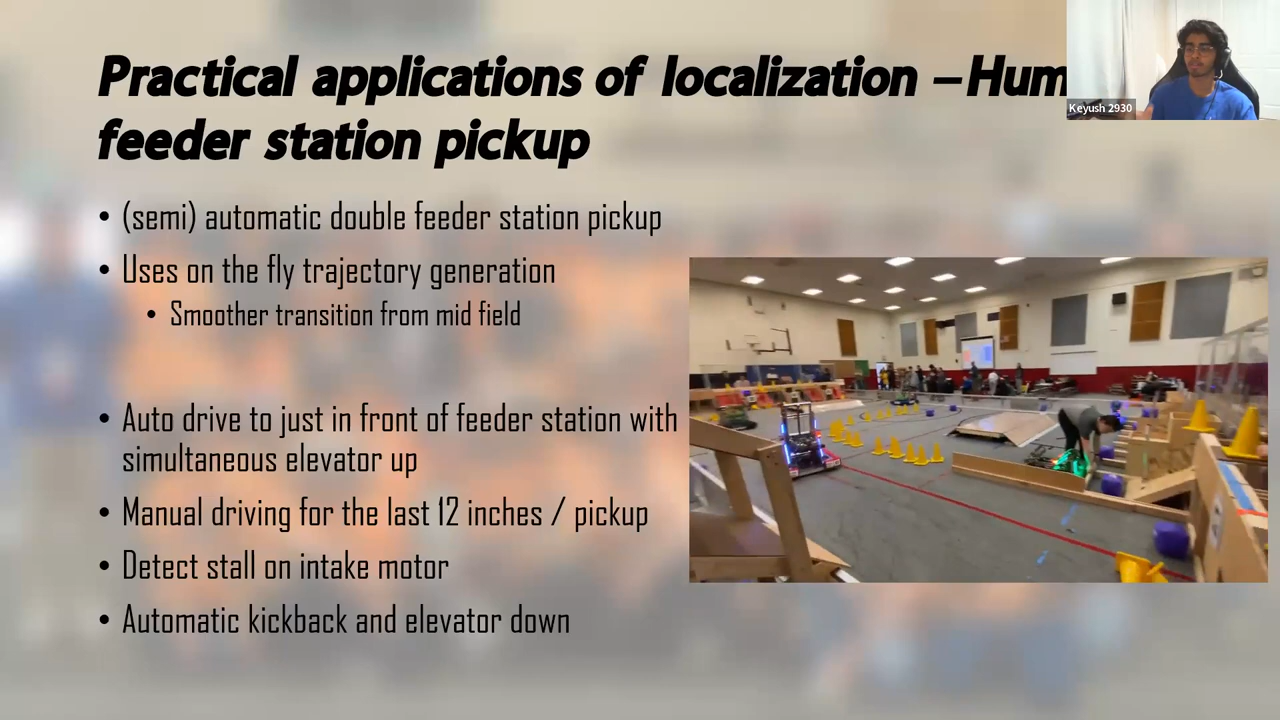 Practical applications of localization – Hum
feeder station pickup
Keyush 2930
• (semi) automatic double feeder station pickup
• Uses on the fly trajectory generation
• Smoother transition from mid field
• Auto drive to just in front of feeder station with
simultaneous elevator up
• Manual driving for the last 12 inches / pickup
• Detect stall on intake motor
• Automatic kickback and elevator down